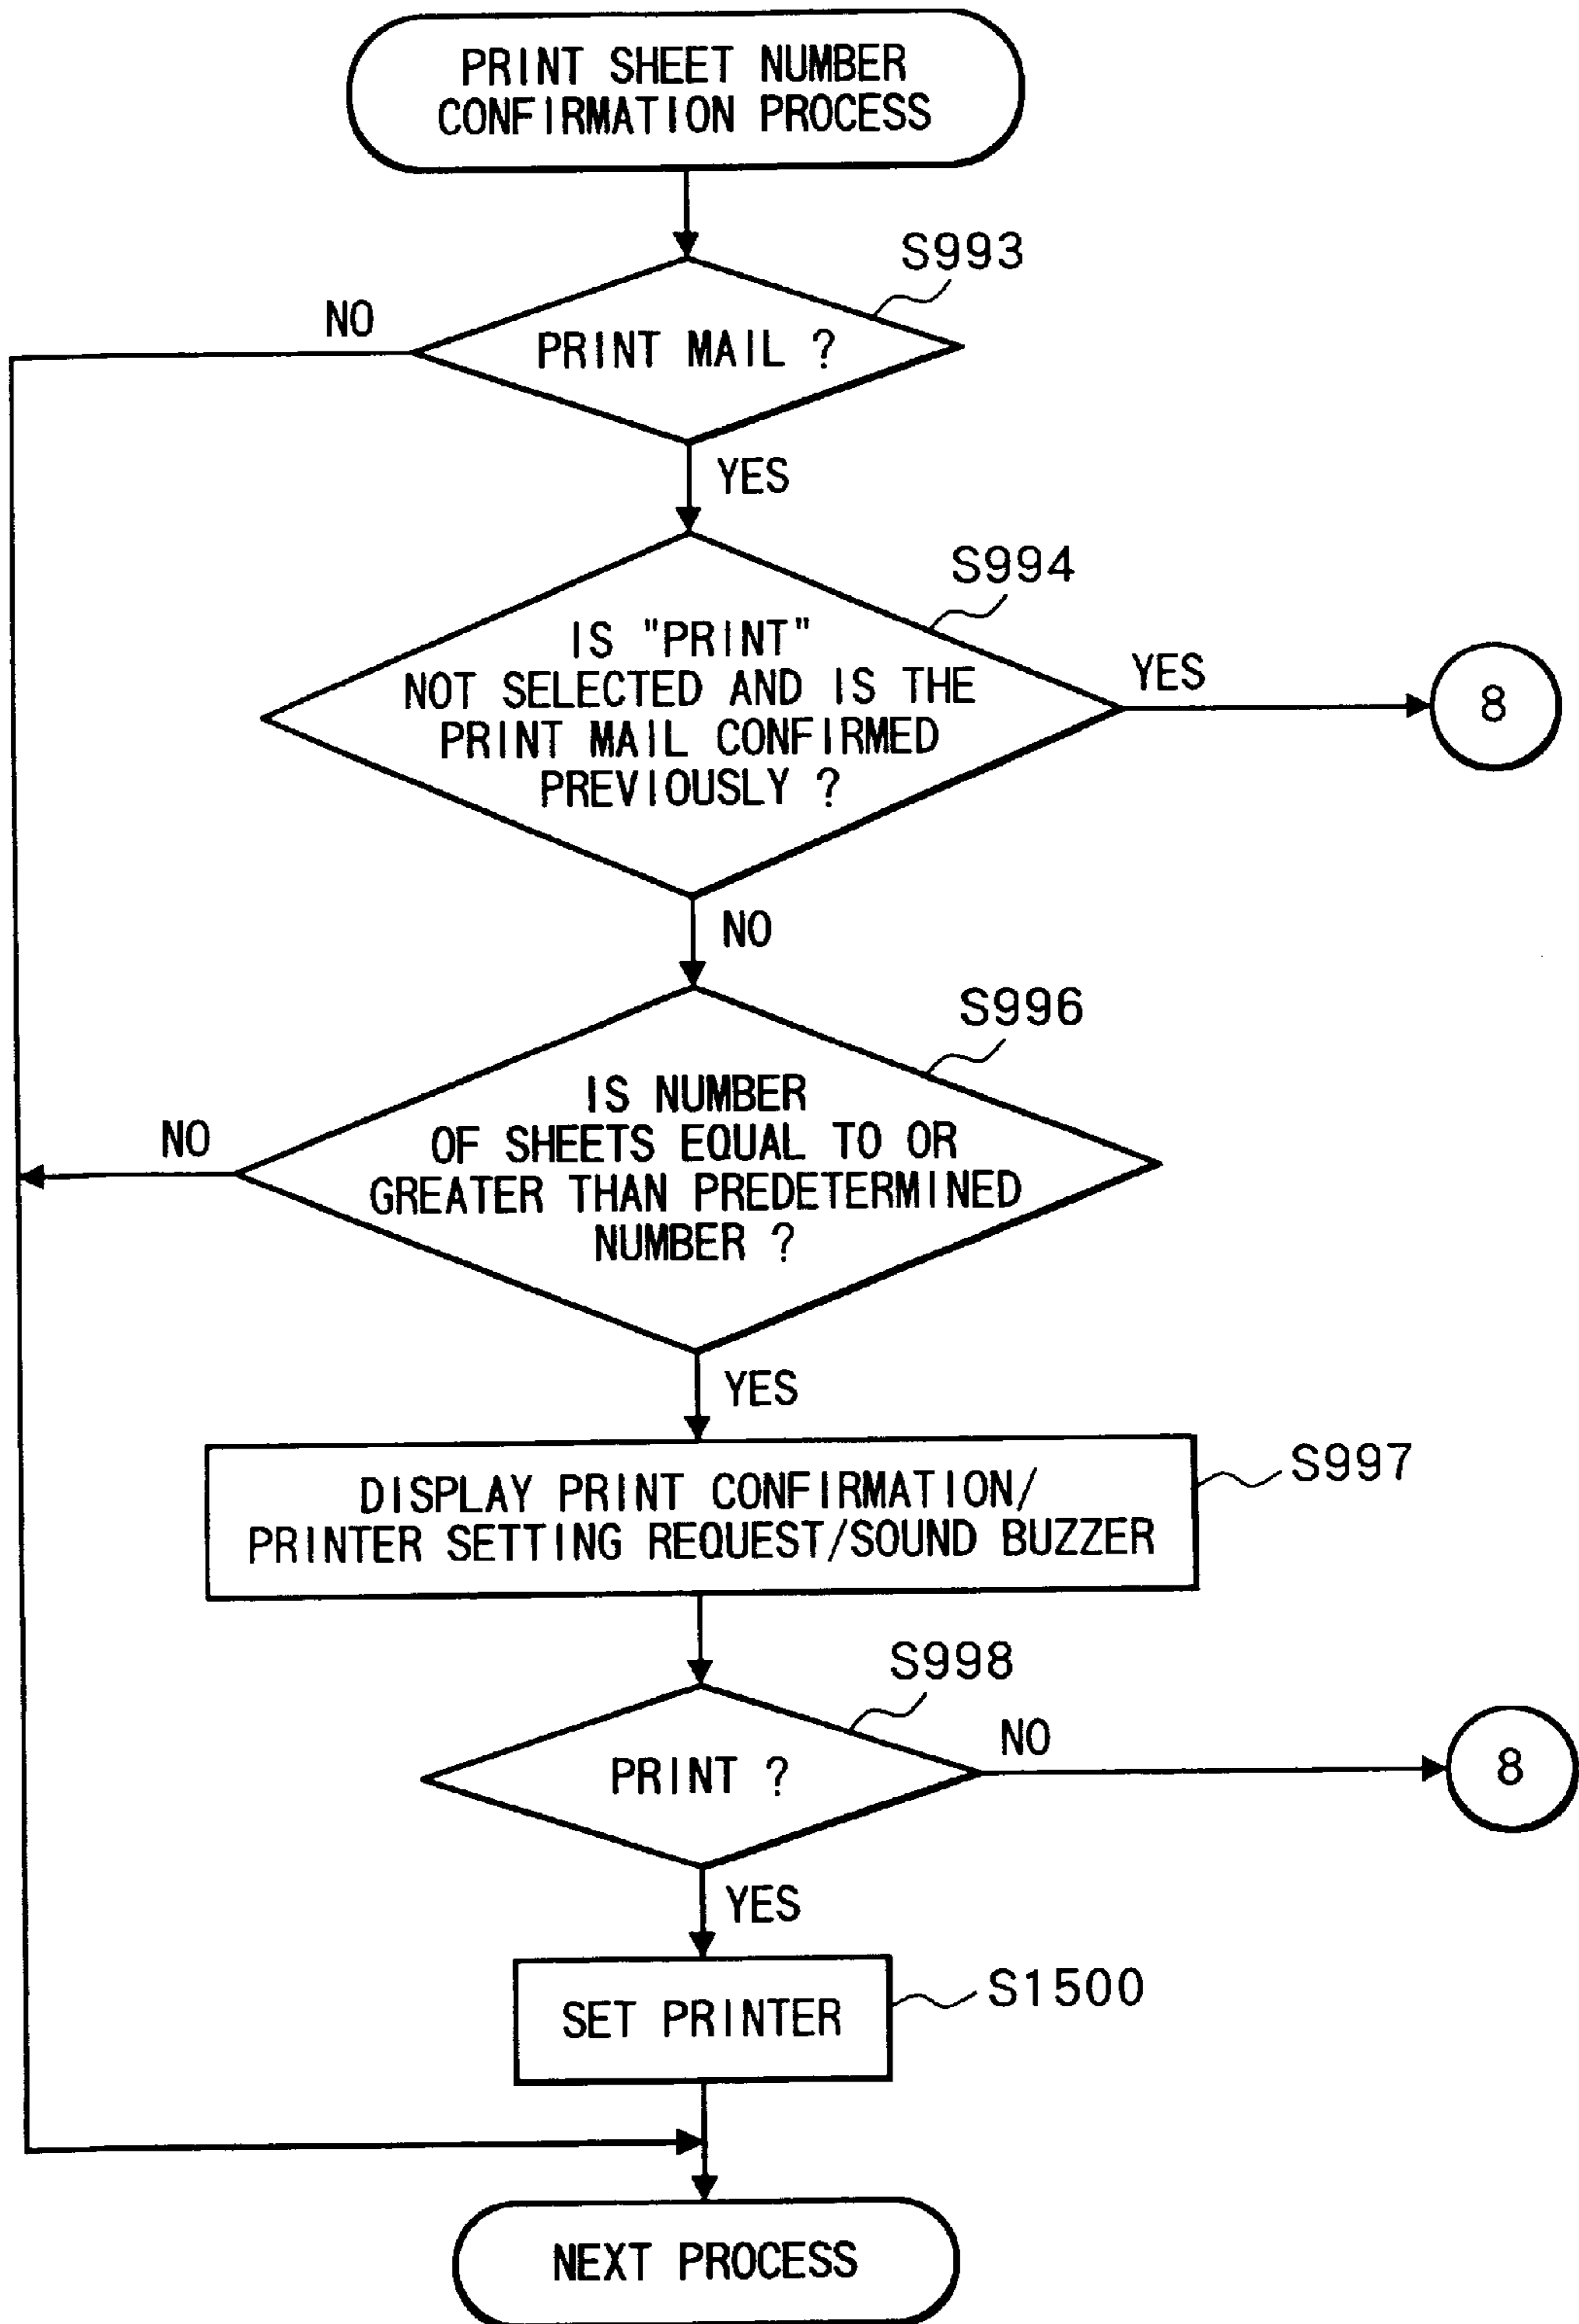 PRINT SHEET NUMBER
CONFIRMATION PROCESS
S993
NO
PRINT MAIL ?
YES
S994
IS "PRINT"
NOT SELECTED AND IS THE
PRINT MAIL CONFIRMED
PREVIOUSLY ?
YES
8
NO
S996
IS NUMBER
OF SHEETS EQUAL TO OR
GREATER THAN PREDETERMINED
NUMBER ?
NO
YES
S997
DISPLAY PRINT CONFIRMATION/
PRINTER SETTING REQUEST/SOUND BUZZER
S998
PRINT ?
NO
8
YES
S1500
SET PRINTER
NEXT PROCESS